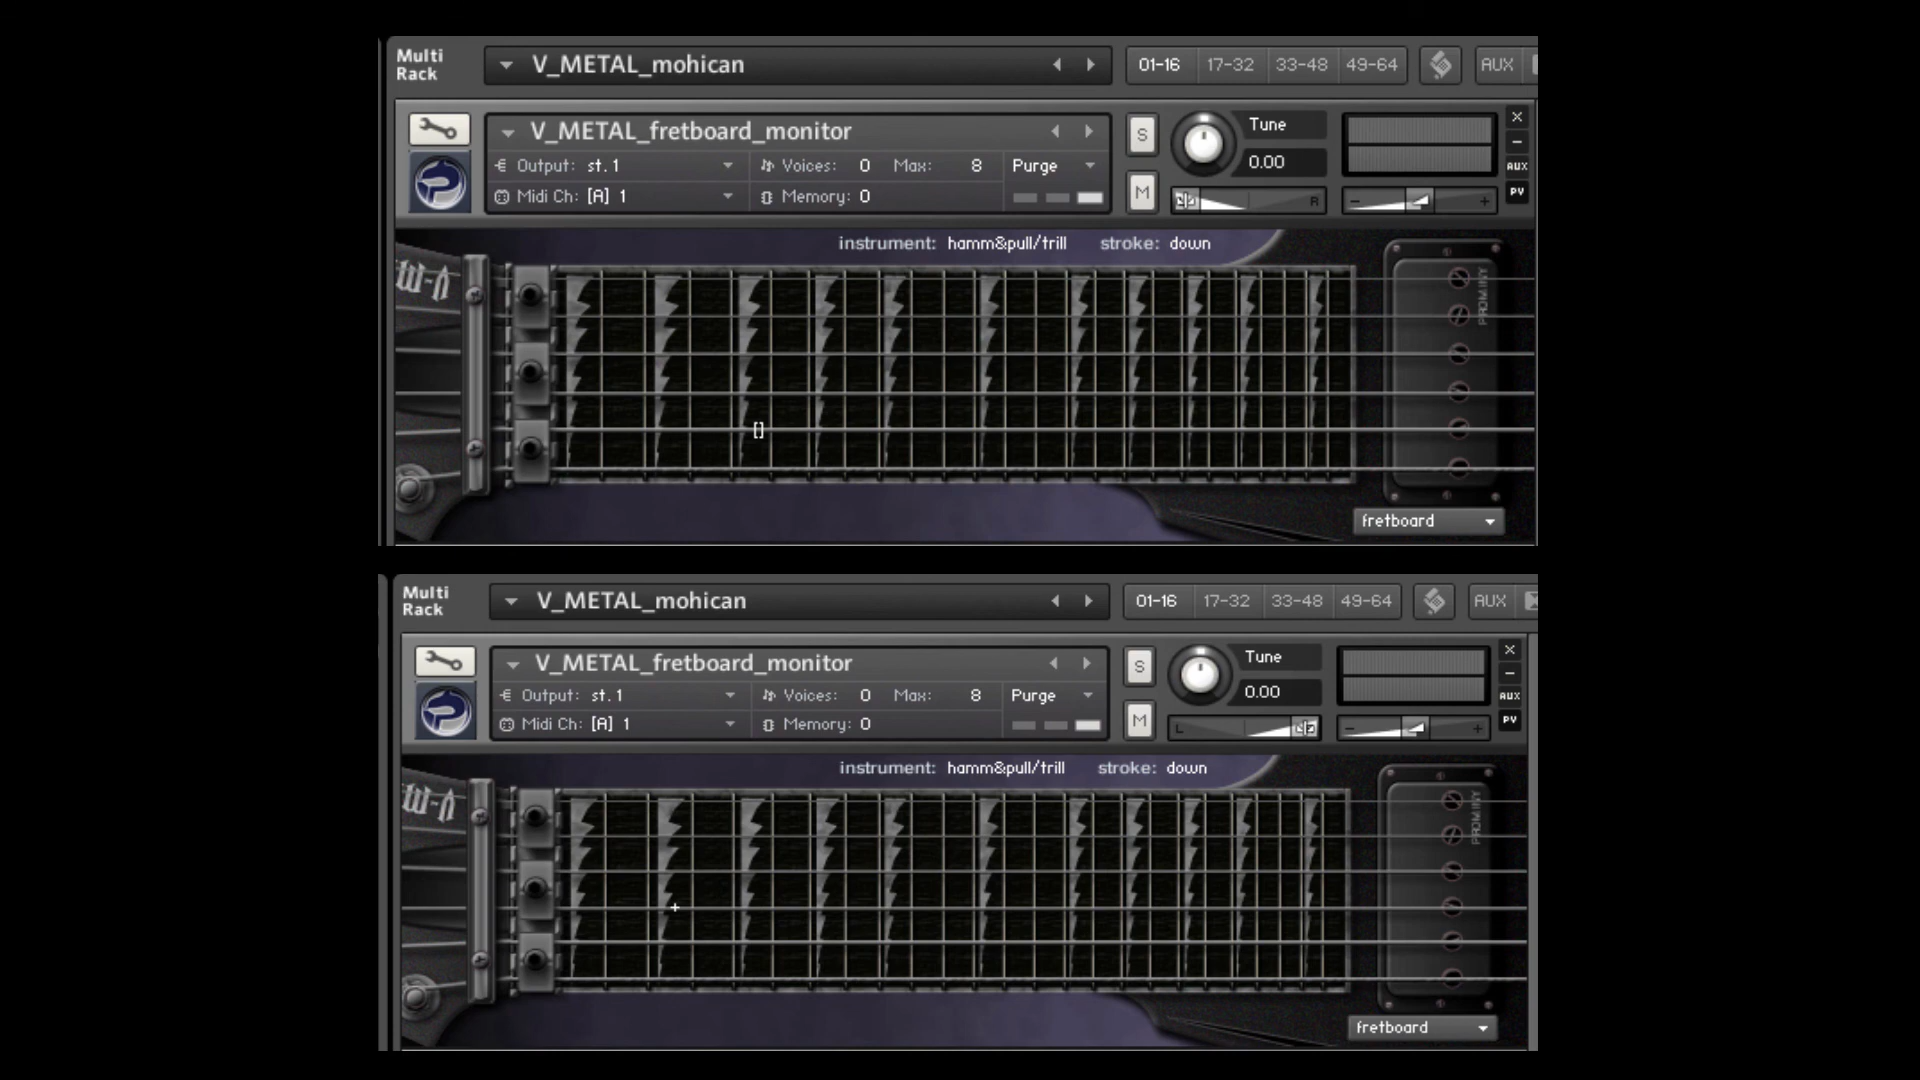 Multi Rack V_METAL_mohican 01-16 17-32 33-48 49-64 AUX
V_METAL_fretboard_monitor S Tune
Output: st.1 Voices: 0 Max: 8 Purge 0.00 AUX
Midi Ch: [A] 1 Memory: 0 M R - + PV
instrument: hamm&pull/trill stroke: down
PROMINY
[]
fretboard
Multi Rack V_METAL_mohican 01-16 17-32 33-48 49-64 AUX
V_METAL_fretboard_monitor S Tune
Output: st.1 Voices: 0 Max: 8 Purge 0.00 AUX
Midi Ch: [A] 1 Memory: 0 M L - + PV
instrument: hamm&pull/trill stroke: down
PROMINY
+
fretboard